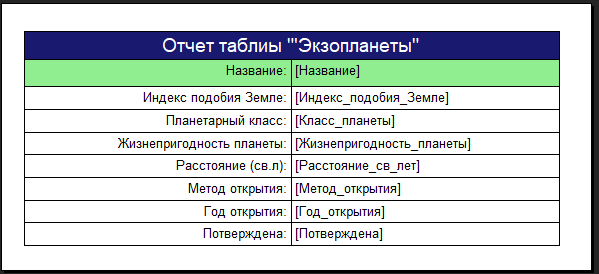 Отчет таблиы '"Экзопланеты"
Название: [Название]
Индекс подобия Земле: [Индекс_подобия_Земле]
Планетарный класс: [Класс_планеты]
Жизнепригодность планеты: [Жизнепригодность_планеты]
Расстояние (св.л): [Расстояние_св_лет]
Метод открытия: [Метод_открытия]
Год открытия: [Год_открытия]
Потверждена: [Потверждена]